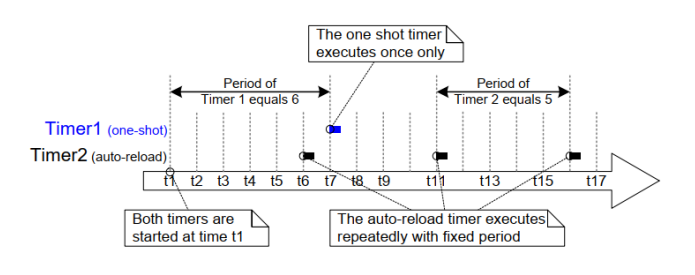 The one shot timer
executes once only
Period of
Timer 1 equals 6
Period of
Timer 2 equals 5
Timer1 (one-shot)
Timer2 (auto-reload)
t1 t2 t3 t4 t5 t6 t7 t8 t9 t11 t13 t15 t17
Both timers are
started at time t1
The auto-reload timer executes
repeatedly with fixed period